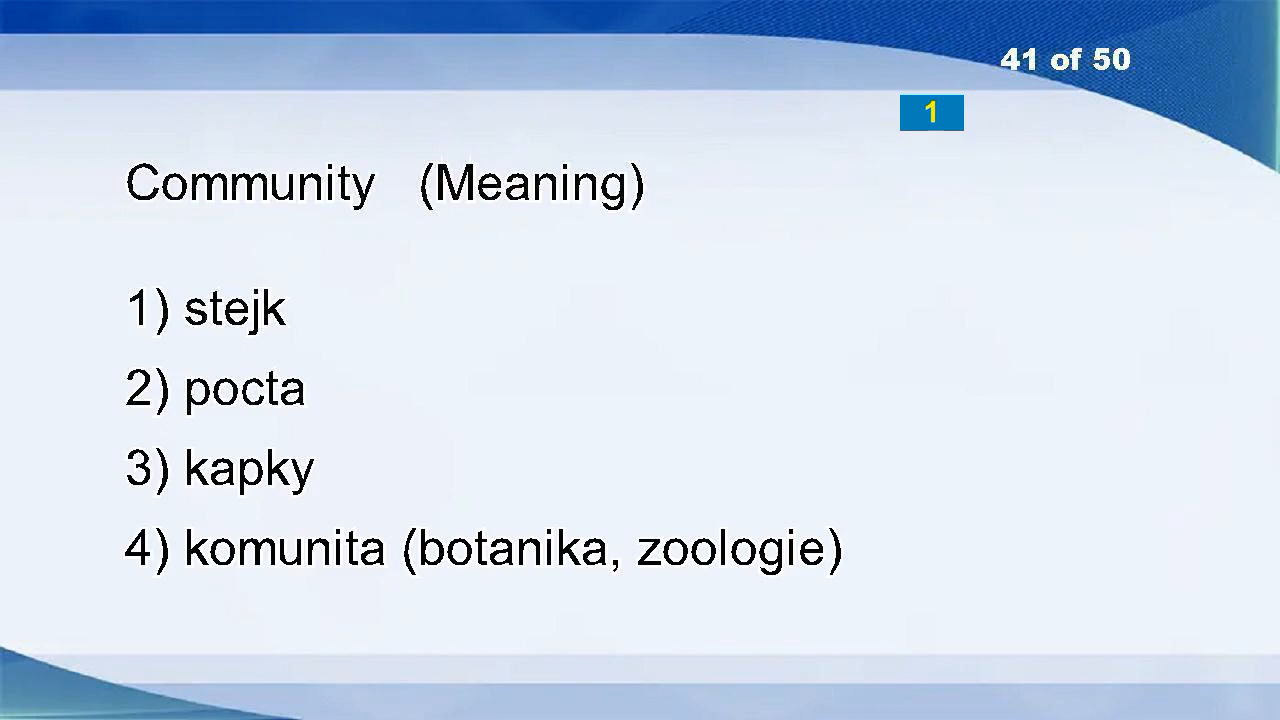 41 of 50
1
Community (Meaning)
1) stejk
2) pocta
3) kapky
4) komunita (botanika, zoologie)